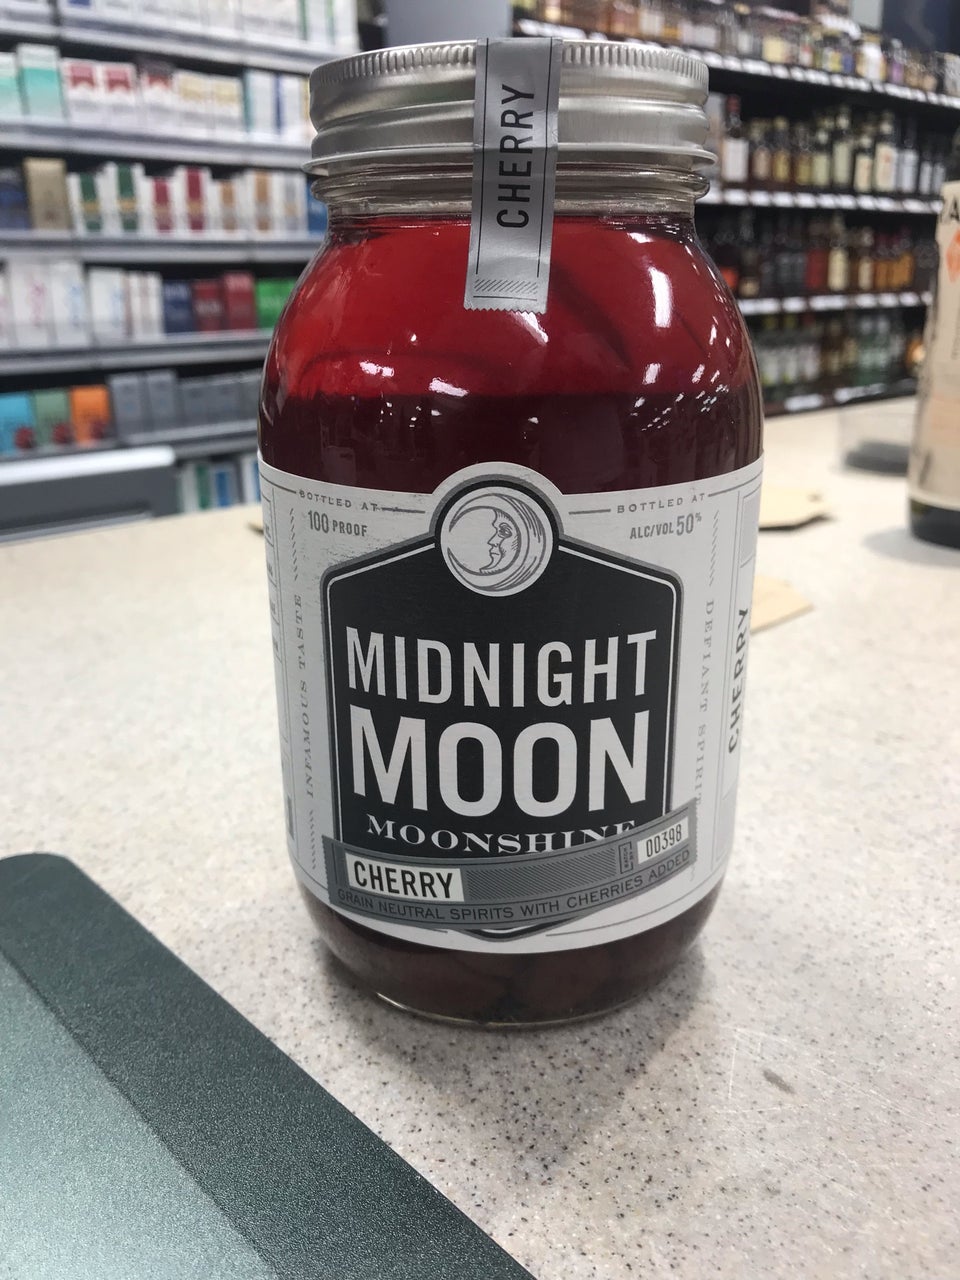 CHERRY
BOTTLED AT
100 PROOF
BOTTLED AT
ALC/VOL 50%
INFAMOUS TASTE
DEFIANT SPIRIT
CHERRY
MIDNIGHT
MOON
MOONSHINE
CHERRY
00398
GRAIN NEUTRAL SPIRITS WITH CHERRIES ADDED